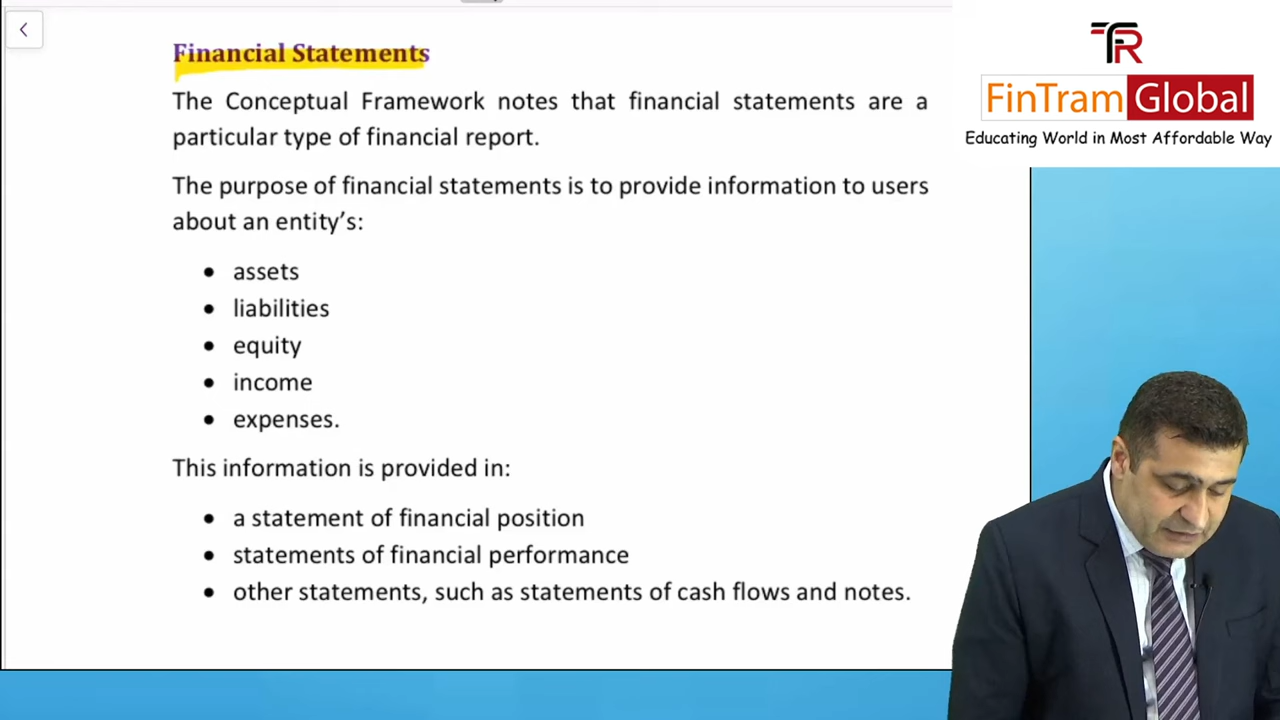 Financial Statements
The Conceptual Framework notes that financial statements are a
particular type of financial report.
The purpose of financial statements is to provide information to users
about an entity’s:
• assets
• liabilities
• equity
• income
• expenses.
This information is provided in:
• a statement of financial position
• statements of financial performance
• other statements, such as statements of cash flows and notes.
TR
FinTram Global
Educating World in Most Affordable Way